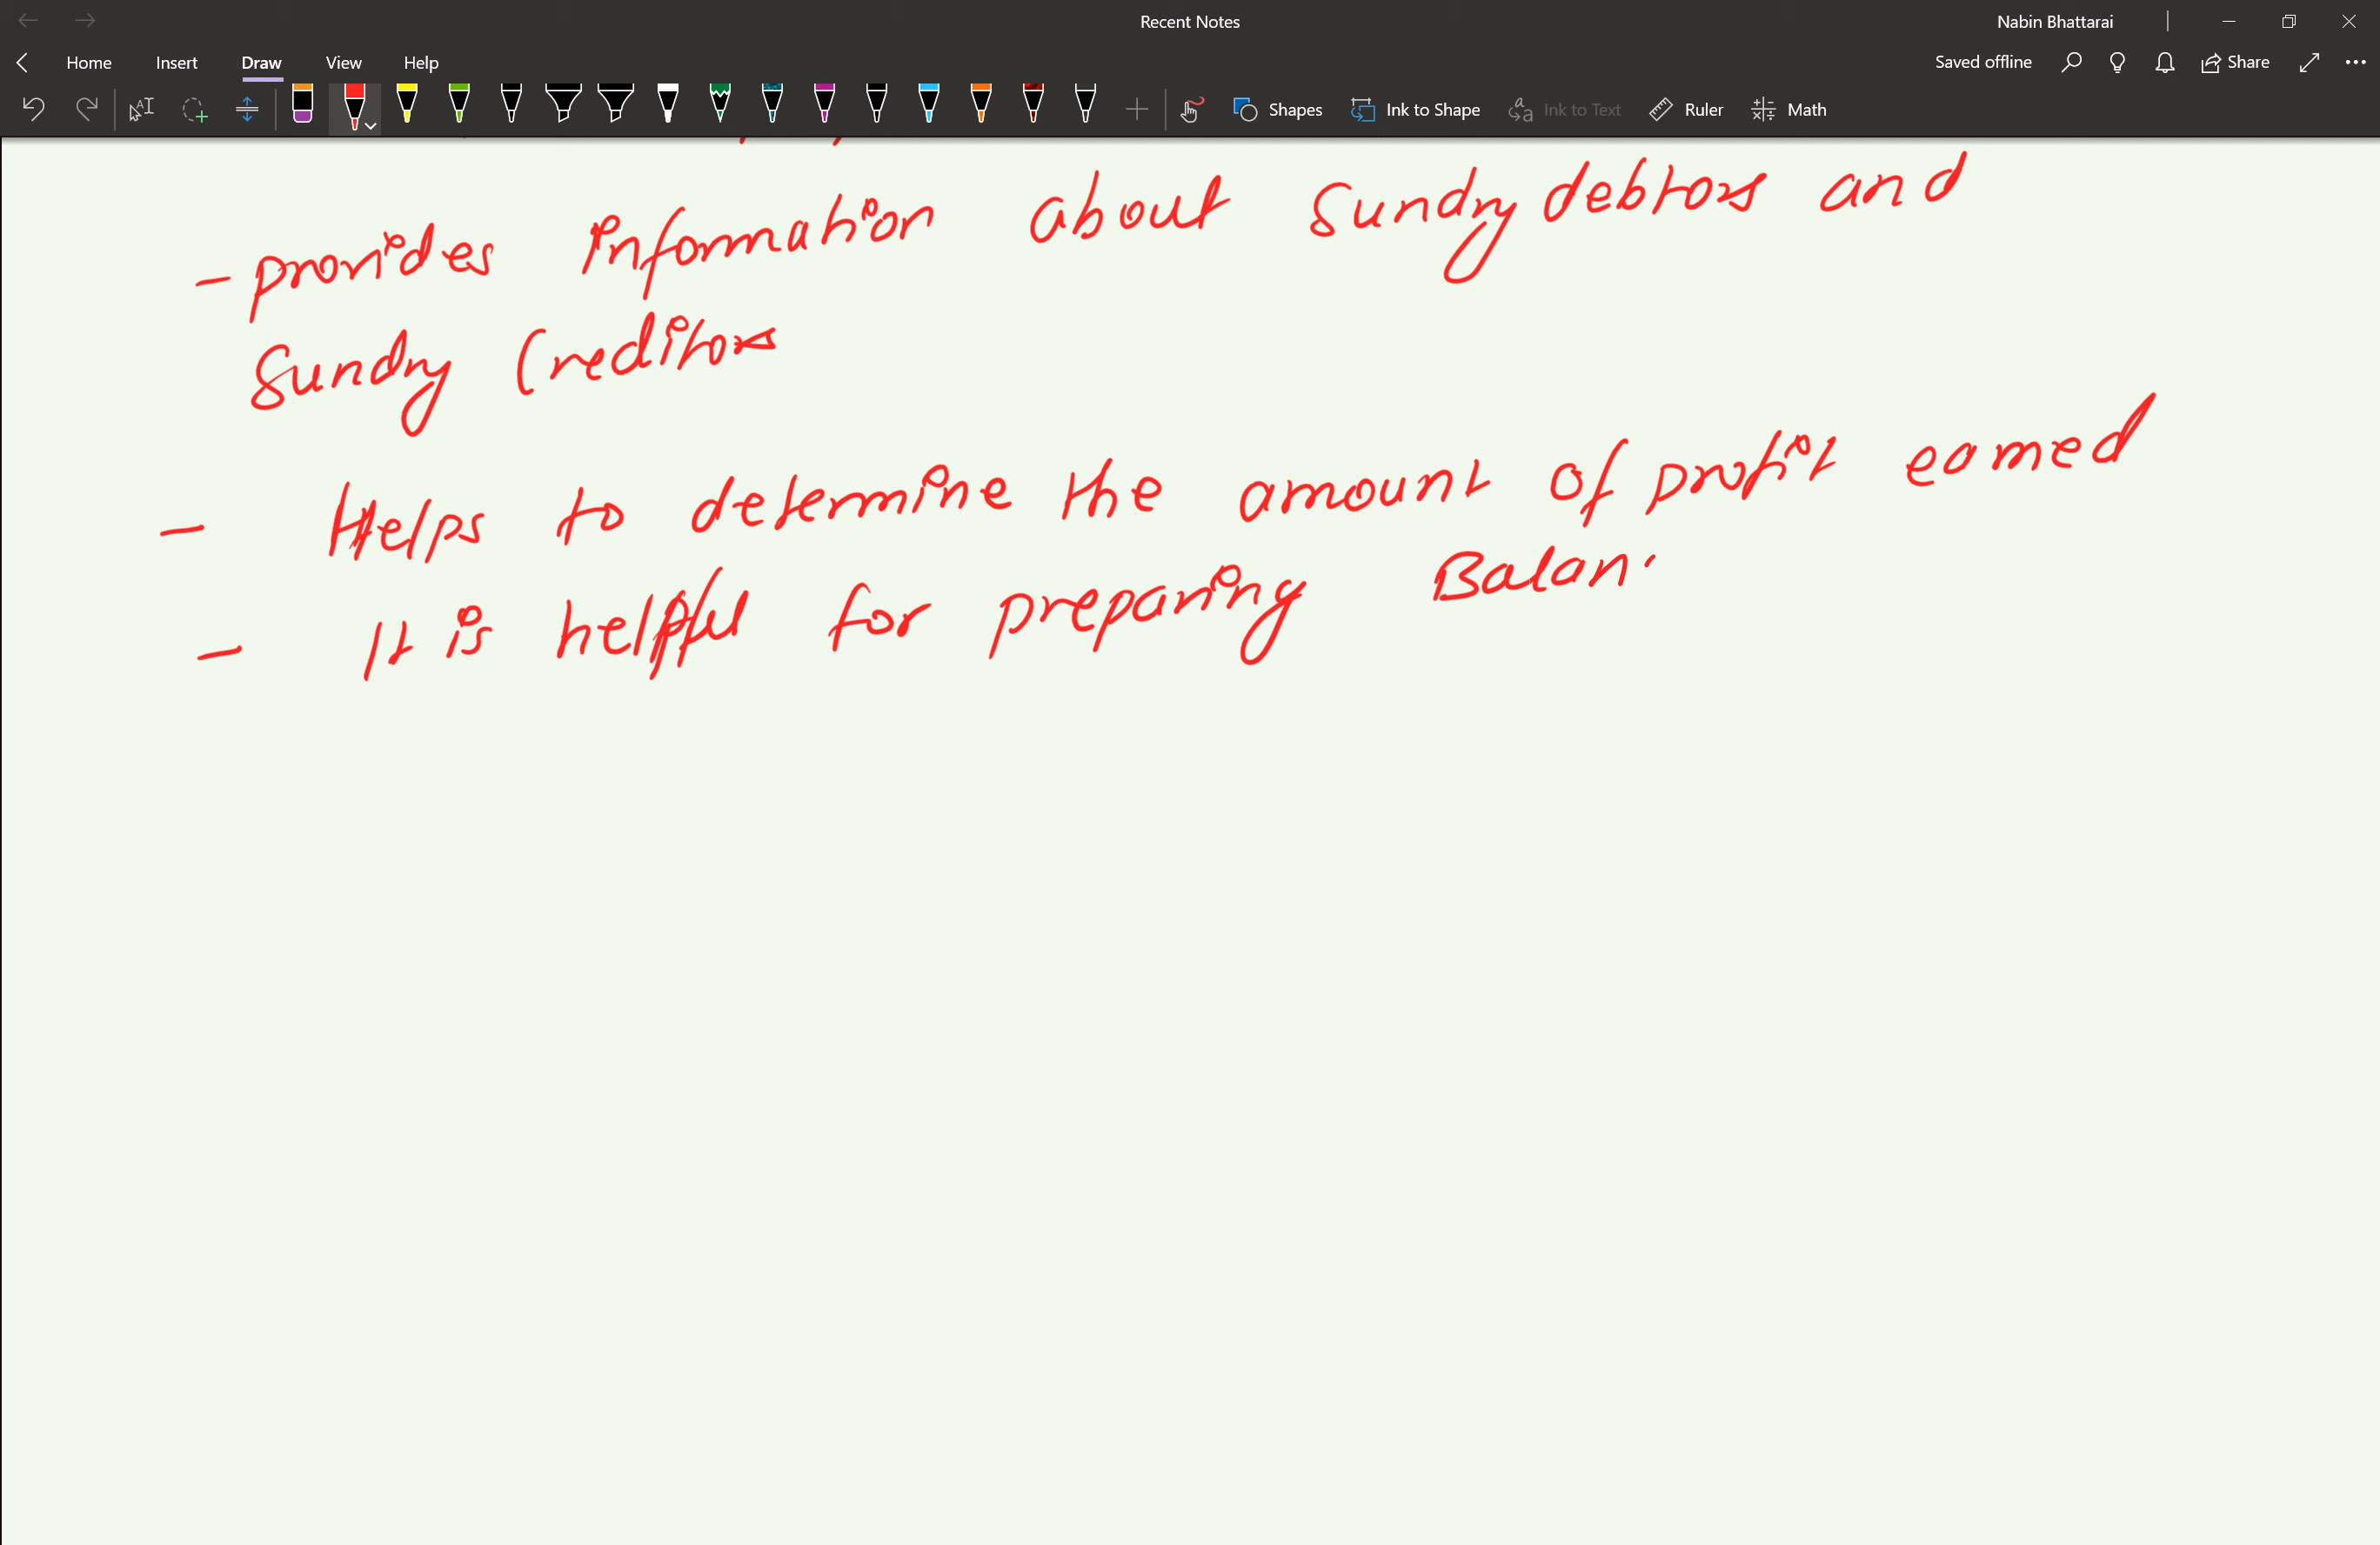 Recent Notes
Nabin Bhattarai
Home Insert Draw View Help
Saved offline
Share
Shapes
Ink to Shape
Ink to Text
Ruler
Math
- provides information about Sundry debtors and
Sundry Creditors
- Helps to determine the amount of profit earned
- It is helpful for preparing Balan